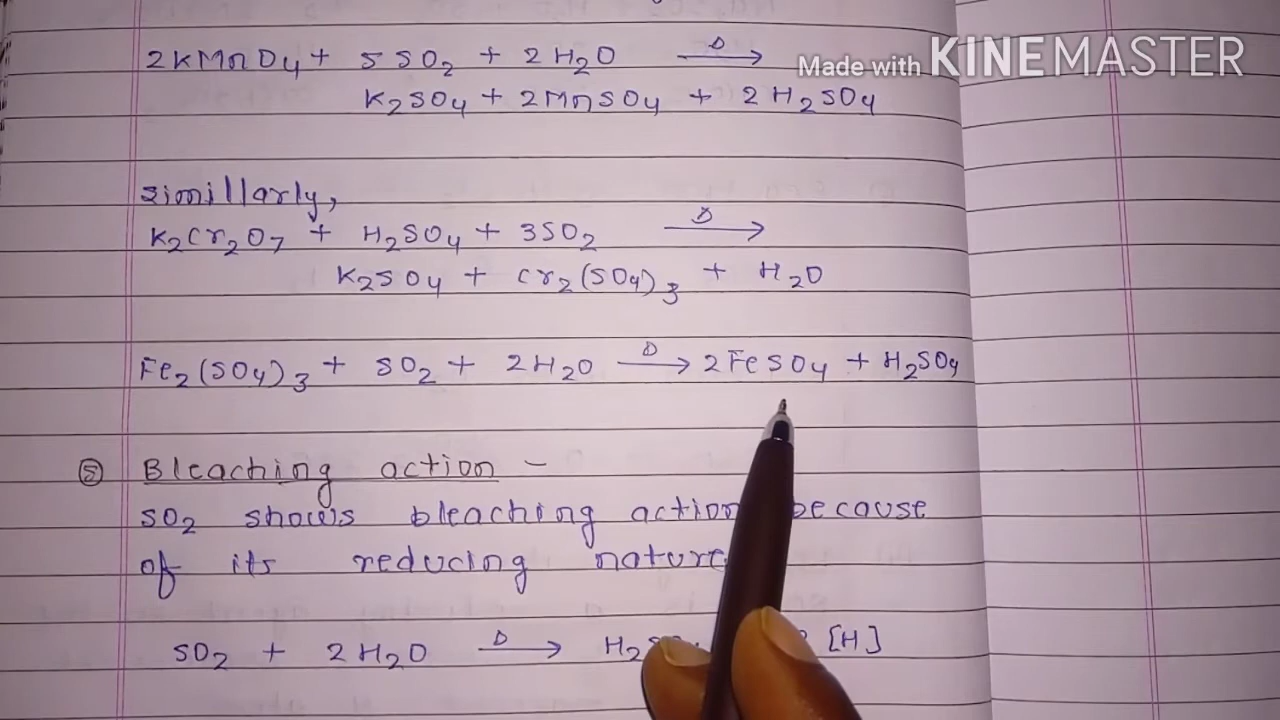 2KMnO4 + 5SO2 + 2H2O Δ→
Made with KINEMASTER
K2SO4 + 2MnSO4 + 2H2SO4
Simillarly,
K2Cr2O7 + H2SO4 + 3SO2 Δ→
K2SO4 + Cr2(SO4)3 + H2O
Fe2(SO4)3 + SO2 + 2H2O Δ→ 2FeSO4 + H2SO4
⑤ Bleaching action -
SO2 shows bleaching action because
of its reducing nature
SO2 + 2H2O Δ→ [H]